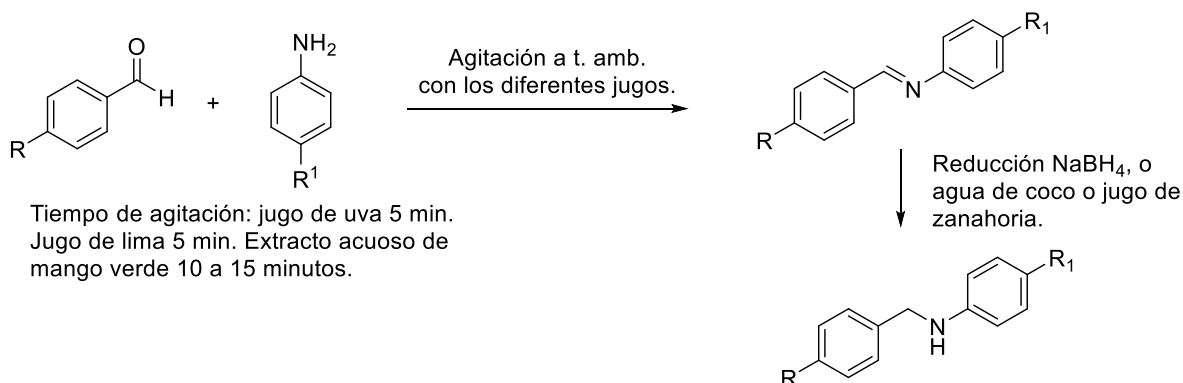 O
H
R
+
NH2
R1
Agitación a t. amb.
con los diferentes jugos.
R1
N
R
Tiempo de agitación: jugo de uva 5 min.
Jugo de lima 5 min. Extracto acuoso de
mango verde 10 a 15 minutos.
Reducción NaBH4, o
agua de coco o jugo de
zanahoria.
R1
N
H
R